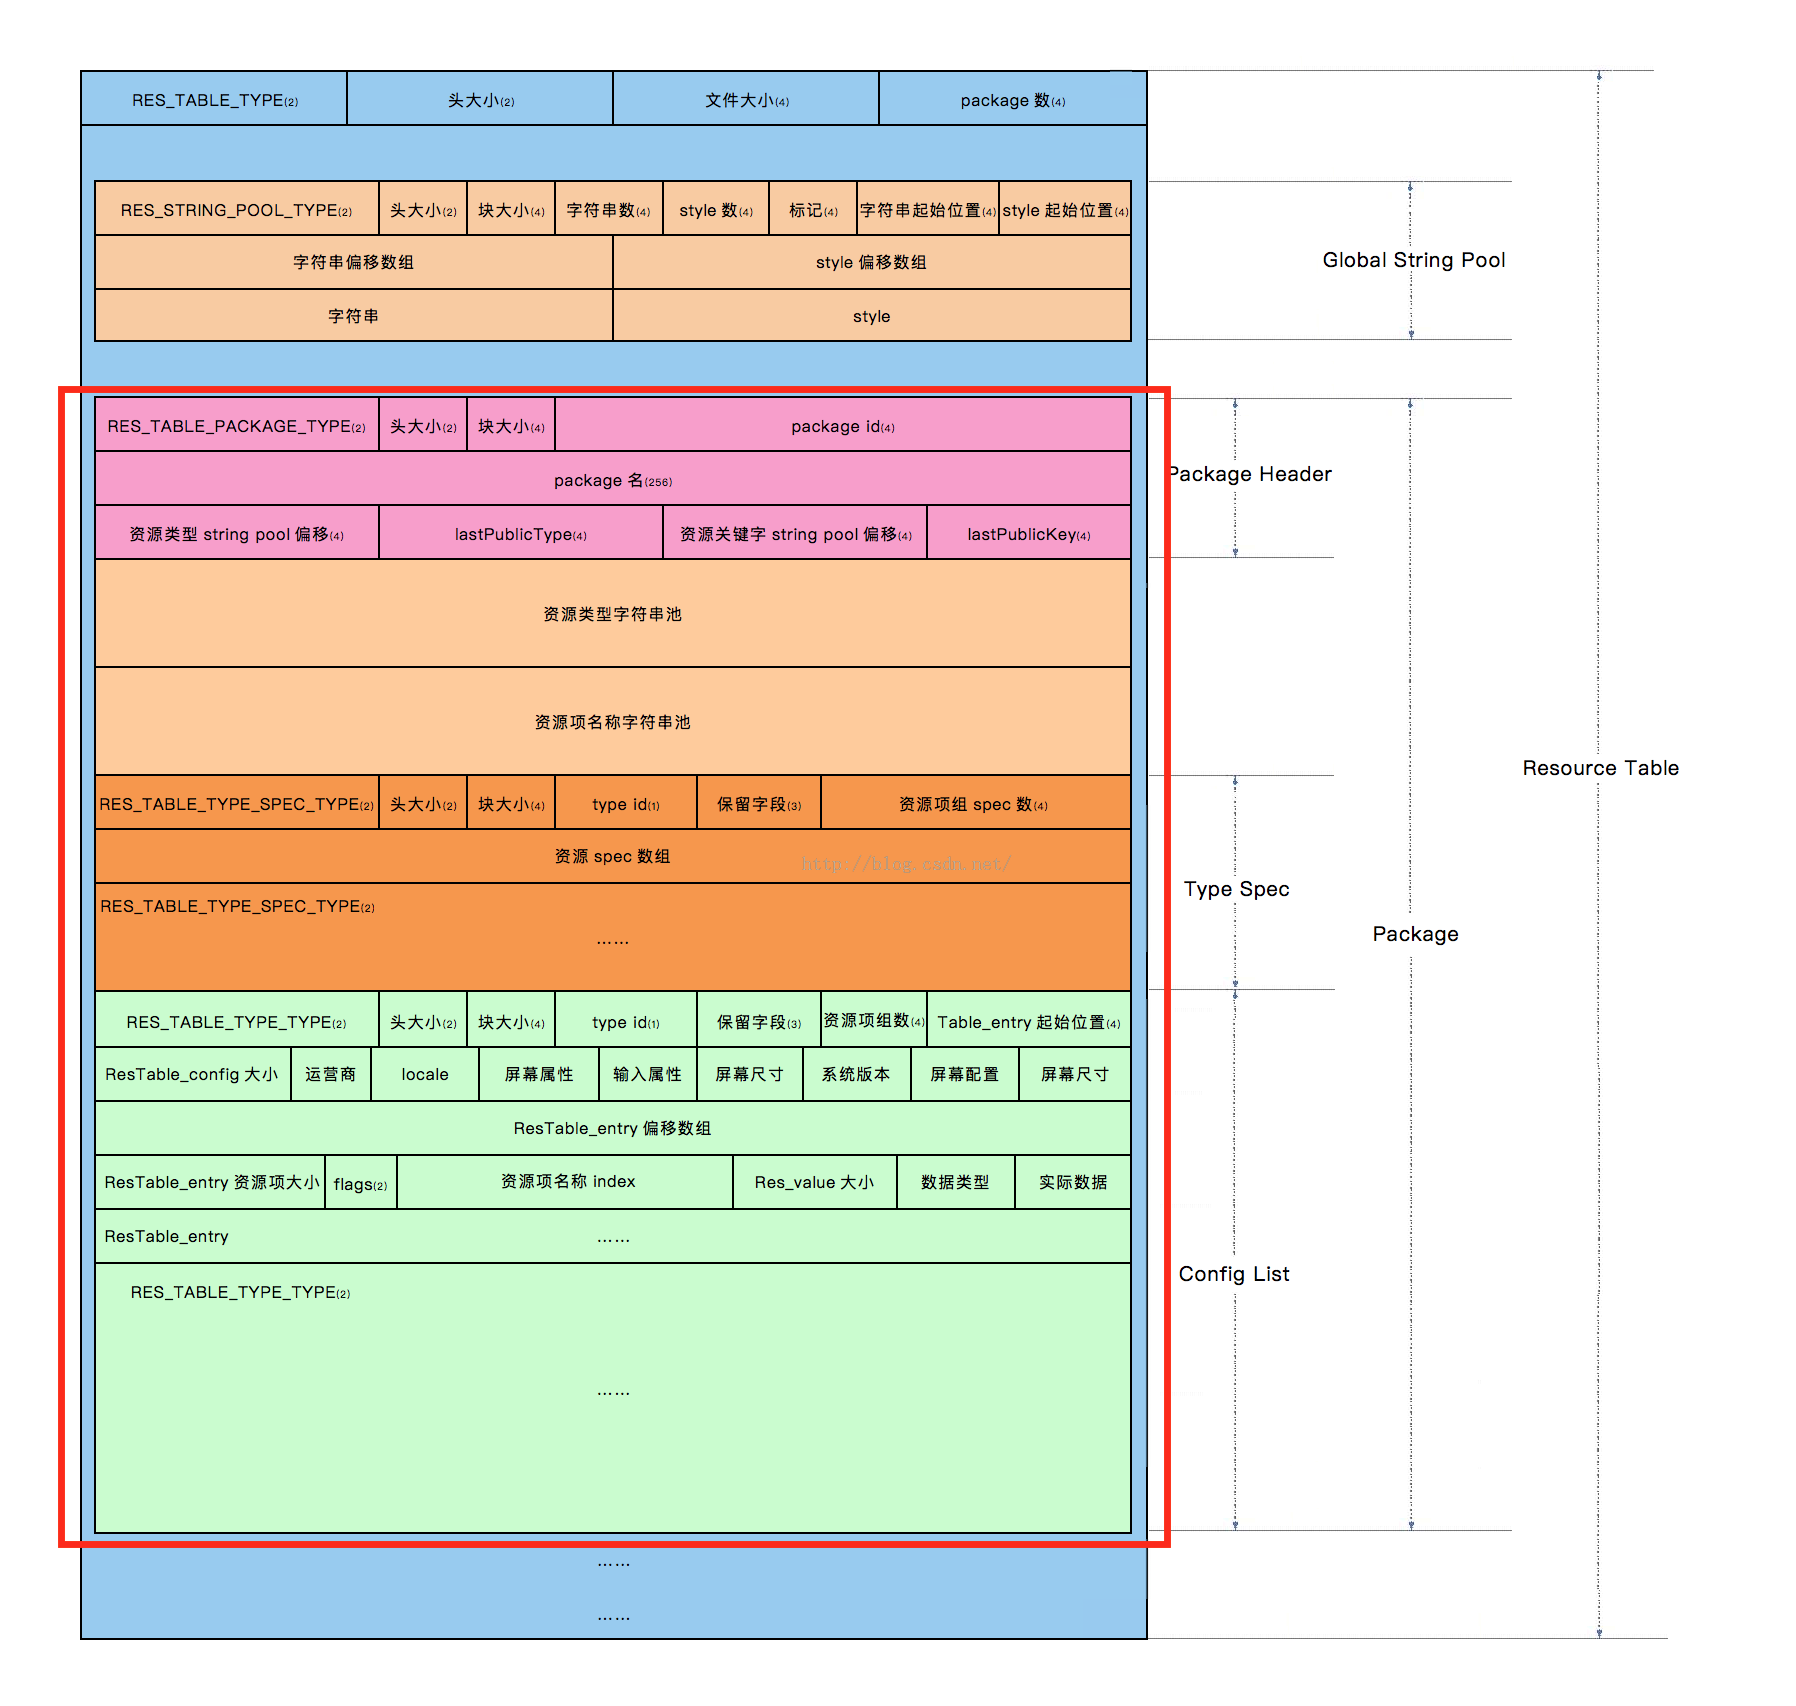 RES_TABLE_TYPE(2) 头大小(2) 文件大小(4) package 数(4)
RES_STRING_POOL_TYPE(2) 头大小(2) 块大小(4) 字符串数(4) style 数(4) 标记(4) 字符串起始位置(4) style 起始位置(4)
字符串偏移数组 style 偏移数组
Global String Pool
字符串 style
RES_TABLE_PACKAGE_TYPE(2) 头大小(2) 块大小(4) package id(4)
package 名(256)
Package Header
资源类型 string pool 偏移(4) lastPublicType(4) 资源关键字 string pool 偏移(4) lastPublicKey(4)
资源类型字符串池
资源项名称字符串池
Resource Table
RES_TABLE_TYPE_SPEC_TYPE(2) 头大小(2) 块大小(4) type id(1) 保留字段(3) 资源项组 spec 数(4)
资源 spec 数组
http://blog.csdn.net/
Type Spec
RES_TABLE_TYPE_SPEC_TYPE(2)
……
Package
RES_TABLE_TYPE_TYPE(2) 头大小(2) 块大小(4) type id(1) 保留字段(3) 资源项组数(4) Table_entry 起始位置(4)
ResTable_config 大小 运营商 locale 屏幕属性 输入属性 屏幕尺寸 系统版本 屏幕配置 屏幕尺寸
ResTable_entry 偏移数组
ResTable_entry 资源项大小 flags(2) 资源项名称 index Res_value 大小 数据类型 实际数据
ResTable_entry ……
Config List
RES_TABLE_TYPE_TYPE(2)
……
……
……